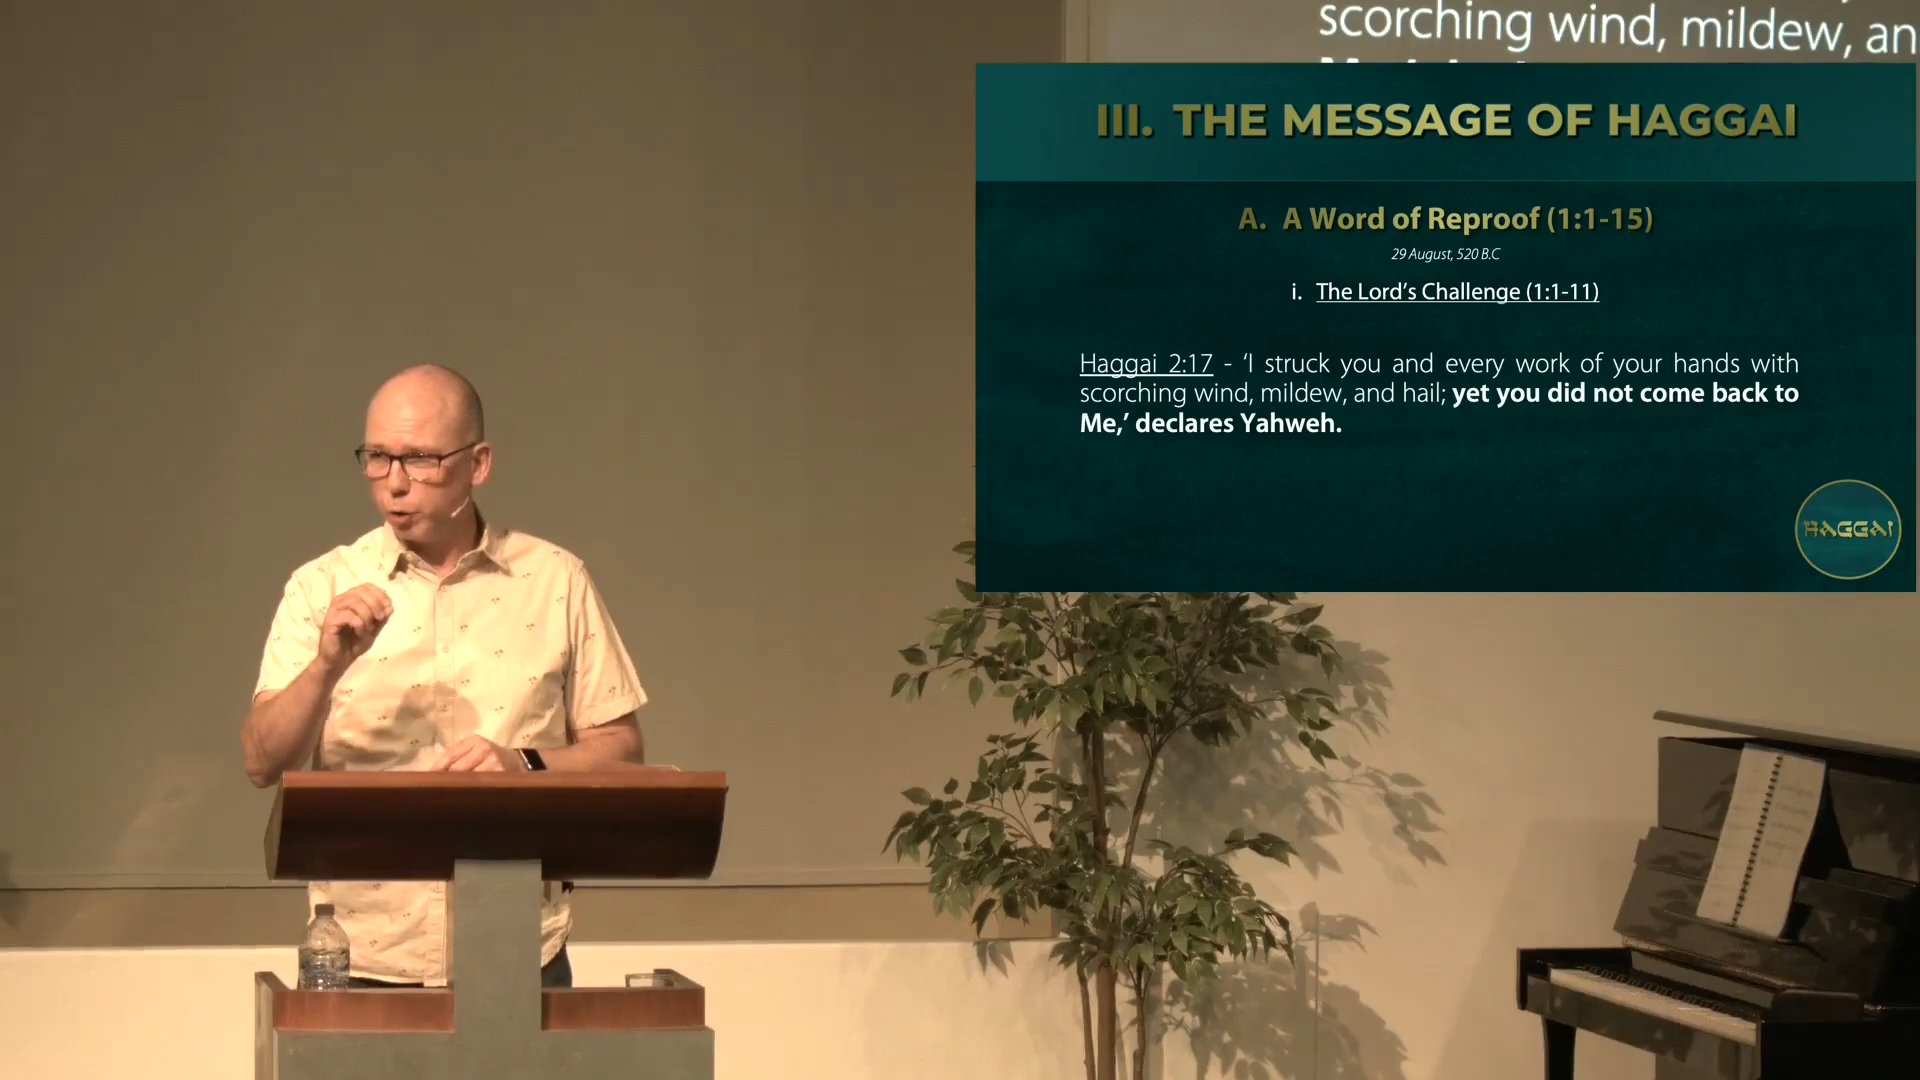 scorching wind, mildew, an
III. THE MESSAGE OF HAGGAI
A. A Word of Reproof (1:1-15)
29 August, 520 B.C
i. The Lord’s Challenge (1:1-11)
Haggai 2:17 - ‘I struck you and every work of your hands with
scorching wind, mildew, and hail; yet you did not come back to
Me,’ declares Yahweh.
HAGGAI